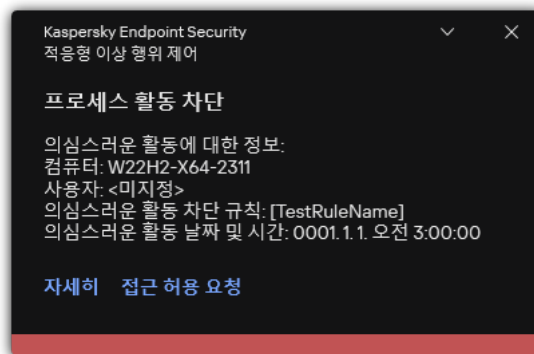 Kaspersky Endpoint Security
적응형 이상 행위 제어
프로세스 활동 차단
의심스러운 활동에 대한 정보:
컴퓨터: W22H2-X64-2311
사용자: <미지정>
의심스러운 활동 차단 규칙: [TestRuleName]
의심스러운 활동 날짜 및 시간: 0001. 1. 1. 오전 3:00:00
자세히 접근 허용 요청